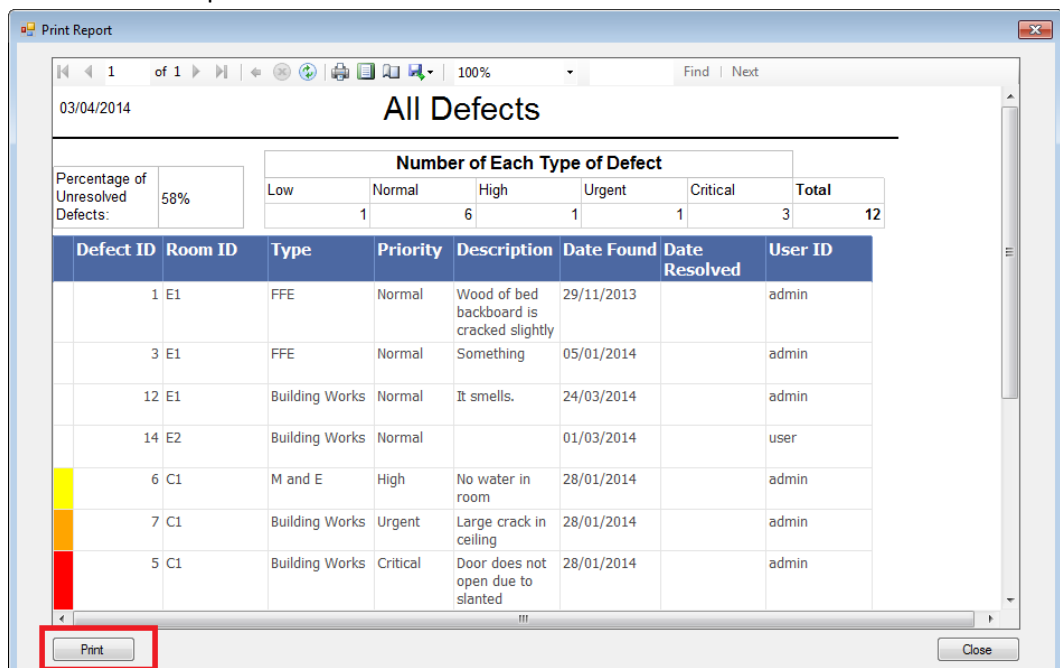 Print Report
1 of 1 100% Find | Next
03/04/2014
All Defects
Number of Each Type of Defect
Percentage of
Unresolved
Defects:
58%
Low Normal High Urgent Critical Total
1 6 1 1 3 12
Defect ID Room ID Type Priority Description Date Found Date
Resolved User ID
1 E1 FFE Normal Wood of bed
backboard is
cracked slightly 29/11/2013 admin
3 E1 FFE Normal Something 05/01/2014 admin
12 E1 Building Works Normal It smells. 24/03/2014 admin
14 E2 Building Works Normal 01/03/2014 user
6 C1 M and E High No water in
room 28/01/2014 admin
7 C1 Building Works Urgent Large crack in
ceiling 28/01/2014 admin
5 C1 Building Works Critical Door does not
open due to
slanted 28/01/2014 admin
Print Close